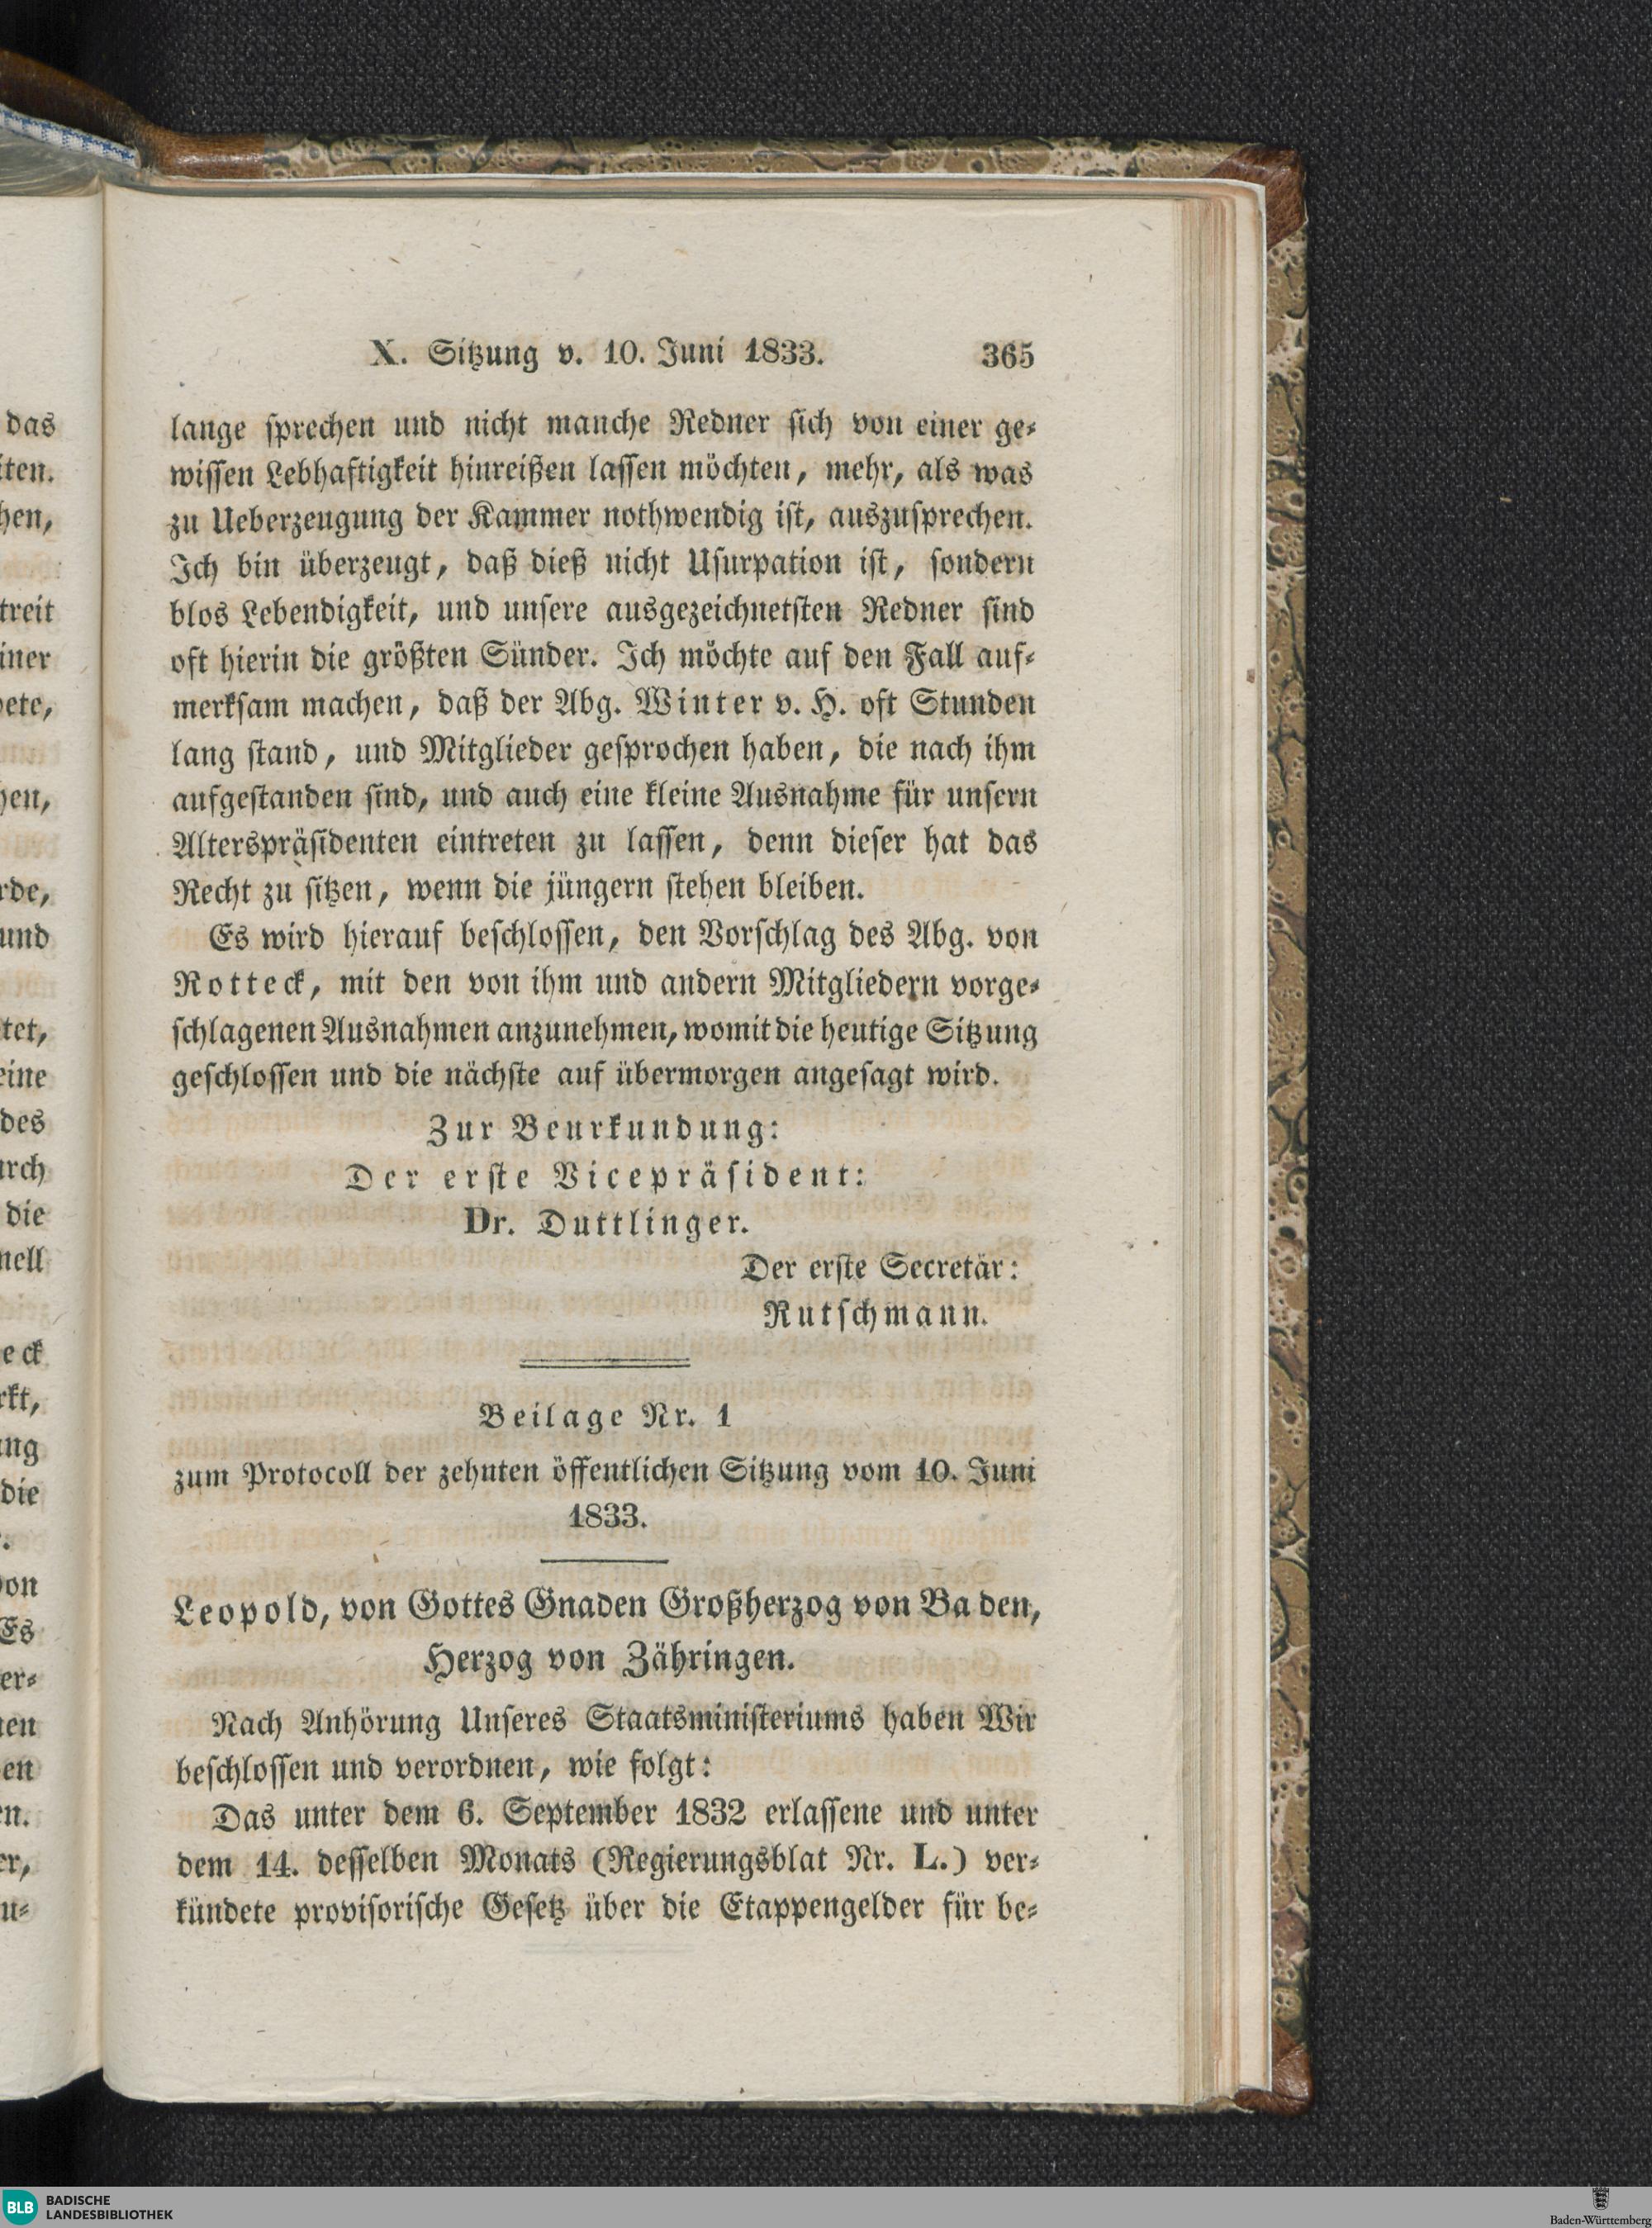 X. Sitzung v. 10. Juni 1833. 365
lange sprechen und nicht manche Redner sich von einer ge-
wissen Lebhaftigkeit hinreißen lassen möchten, mehr, als was
zu Ueberzeugung der Kammer nothwendig ist, auszusprechen.
Ich bin überzeugt, daß dieß nicht Usurpation ist, sondern
blos Lebendigkeit, und unsere ausgezeichnetsten Redner sind
oft hierin die größten Sünder. Ich möchte auf den Fall auf-
merksam machen, daß der Abg. Winter v. H. oft Stunden
lang stand, und Mitglieder gesprochen haben, die nach ihm
aufgestanden sind, und auch eine kleine Ausnahme für unsern
Alterspräsidenten eintreten zu lassen, denn dieser hat das
Recht zu sitzen, wenn die jüngern stehen bleiben.
Es wird hierauf beschlossen, den Vorschlag des Abg. von
Rotteck, mit den von ihm und andern Mitgliedern vorge-
schlagenen Ausnahmen anzunehmen, womit die heutige Sitzung
geschlossen und die nächste auf übermorgen angesagt wird.
Zur Beurkundung:
Der erste Vicepräsident:
Dr. Duttlinger.
Der erste Secretär:
Rutschmann.
Beilage Nr. 1
zum Protocoll der zehnten öffentlichen Sitzung vom 10. Juni
1833.
Leopold, von Gottes Gnaden Großherzog von Baden,
Herzog von Zähringen.
Nach Anhörung Unseres Staatsministeriums haben Wir
beschlossen und verordnen, wie folgt:
Das unter dem 6. September 1832 erlassene und unter
dem 14. desselben Monats (Regierungsblat Nr. L.) ver-
kündete provisorische Gesetz über die Etappengelder für be-
BLB BADISCHE
LANDESBIBLIOTHEK
Baden-Württemberg